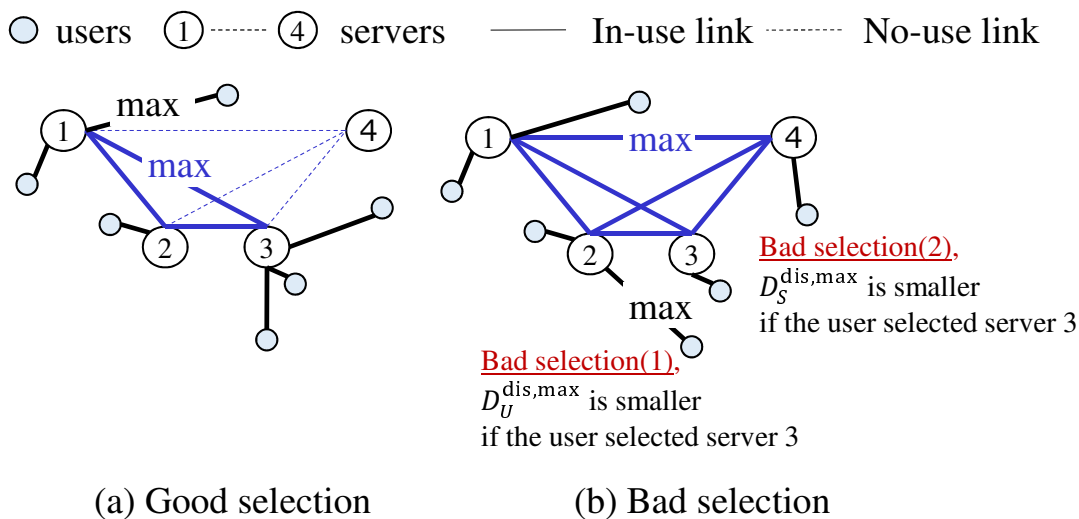 users 1 4 servers In-use link No-use link
max
1
4
max
2
3
1
max
4
2
3
max
Bad selection(2),
D_S^dis,max is smaller
if the user selected server 3
Bad selection(1),
D_U^dis,max is smaller
if the user selected server 3
(a) Good selection
(b) Bad selection